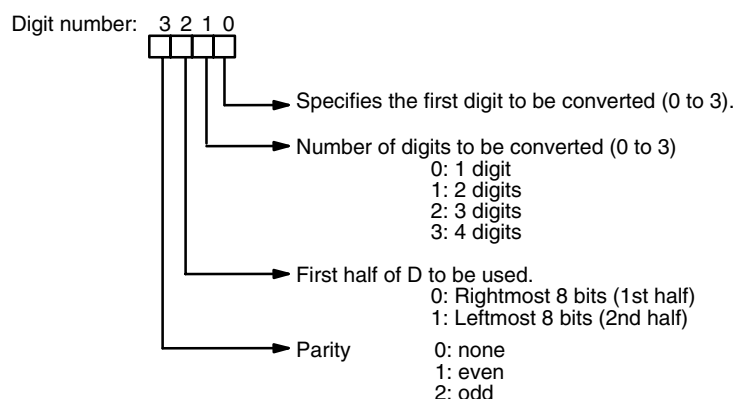 Digit number: 3 2 1 0
Specifies the first digit to be converted (0 to 3).
Number of digits to be converted (0 to 3)
0: 1 digit
1: 2 digits
2: 3 digits
3: 4 digits
First half of D to be used.
0: Rightmost 8 bits (1st half)
1: Leftmost 8 bits (2nd half)
Parity 0: none
1: even
2: odd